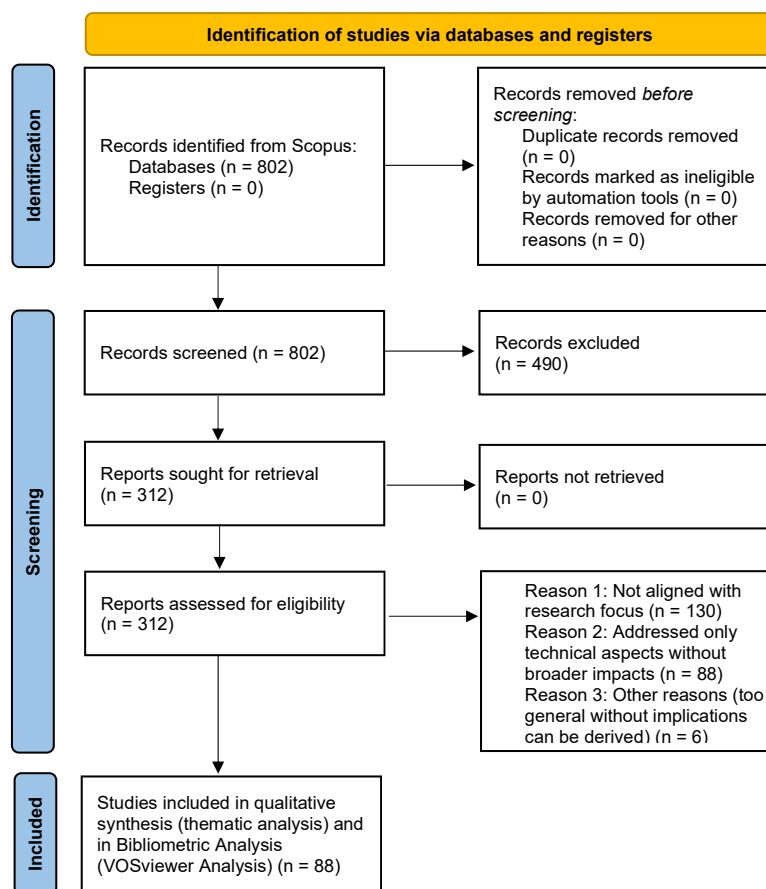 Identification of studies via databases and registers
Identification
Records identified from Scopus:
Databases (n = 802)
Registers (n = 0)
Records removed before
screening:
Duplicate records removed
(n = 0)
Records marked as ineligible
by automation tools (n = 0)
Records removed for other
reasons (n = 0)
Screening
Records screened (n = 802)
Records excluded
(n = 490)
Reports sought for retrieval
(n = 312)
Reports not retrieved
(n = 0)
Reports assessed for eligibility
(n = 312)
Reason 1: Not aligned with
research focus (n = 130)
Reason 2: Addressed only
technical aspects without
broader impacts (n = 88)
Reason 3: Other reasons (too
general without implications
can be derived) (n = 6)
Included
Studies included in qualitative
synthesis (thematic analysis) and
in Bibliometric Analysis
(VOSviewer Analysis) (n = 88)